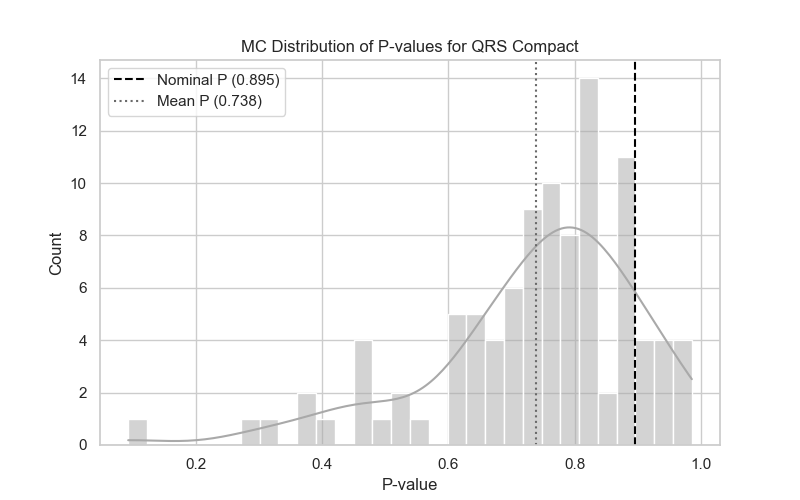 MC Distribution of P-values for QRS Compact
Nominal P (0.895)
Mean P (0.738)
14
12
10
8
6
4
2
0
Count
0.2
0.4
0.6
0.8
1.0
P-value